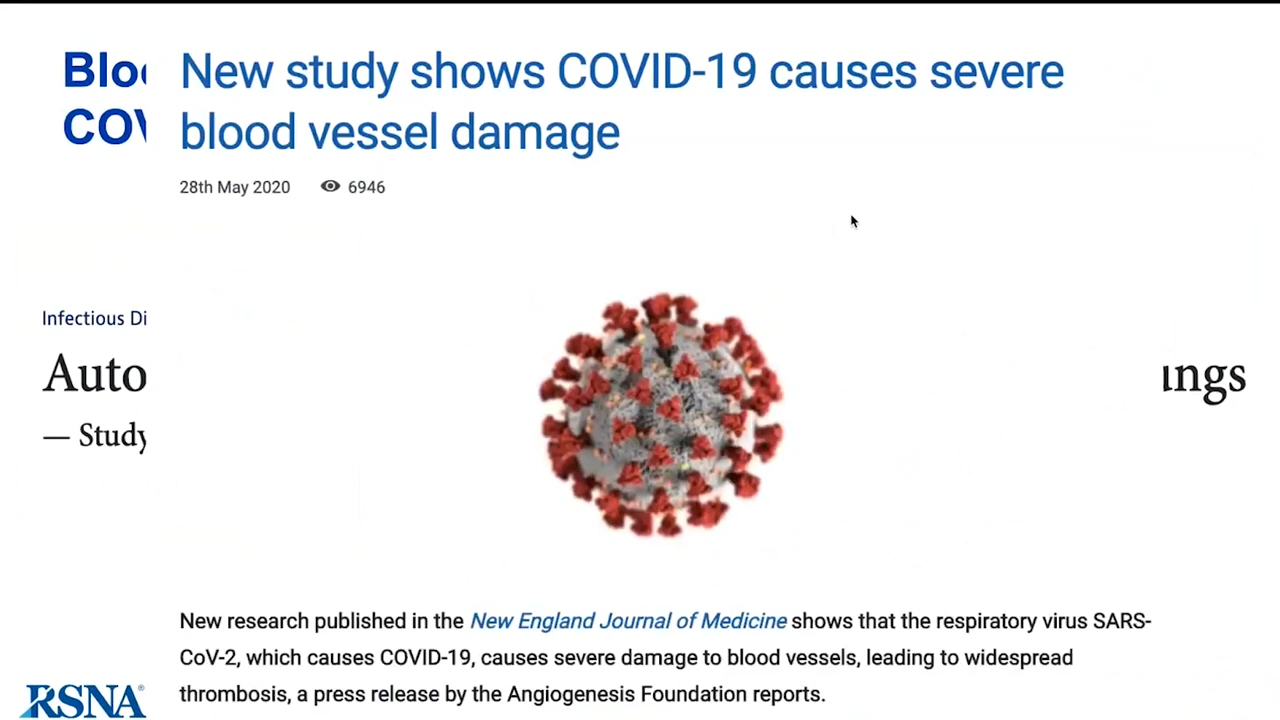 New study shows COVID-19 causes severe
blood vessel damage
28th May 2020 6946
Infectious Di
Auto
ings
— Study
New research published in the New England Journal of Medicine shows that the respiratory virus SARS-
CoV-2, which causes COVID-19, causes severe damage to blood vessels, leading to widespread
thrombosis, a press release by the Angiogenesis Foundation reports.
RSNA®